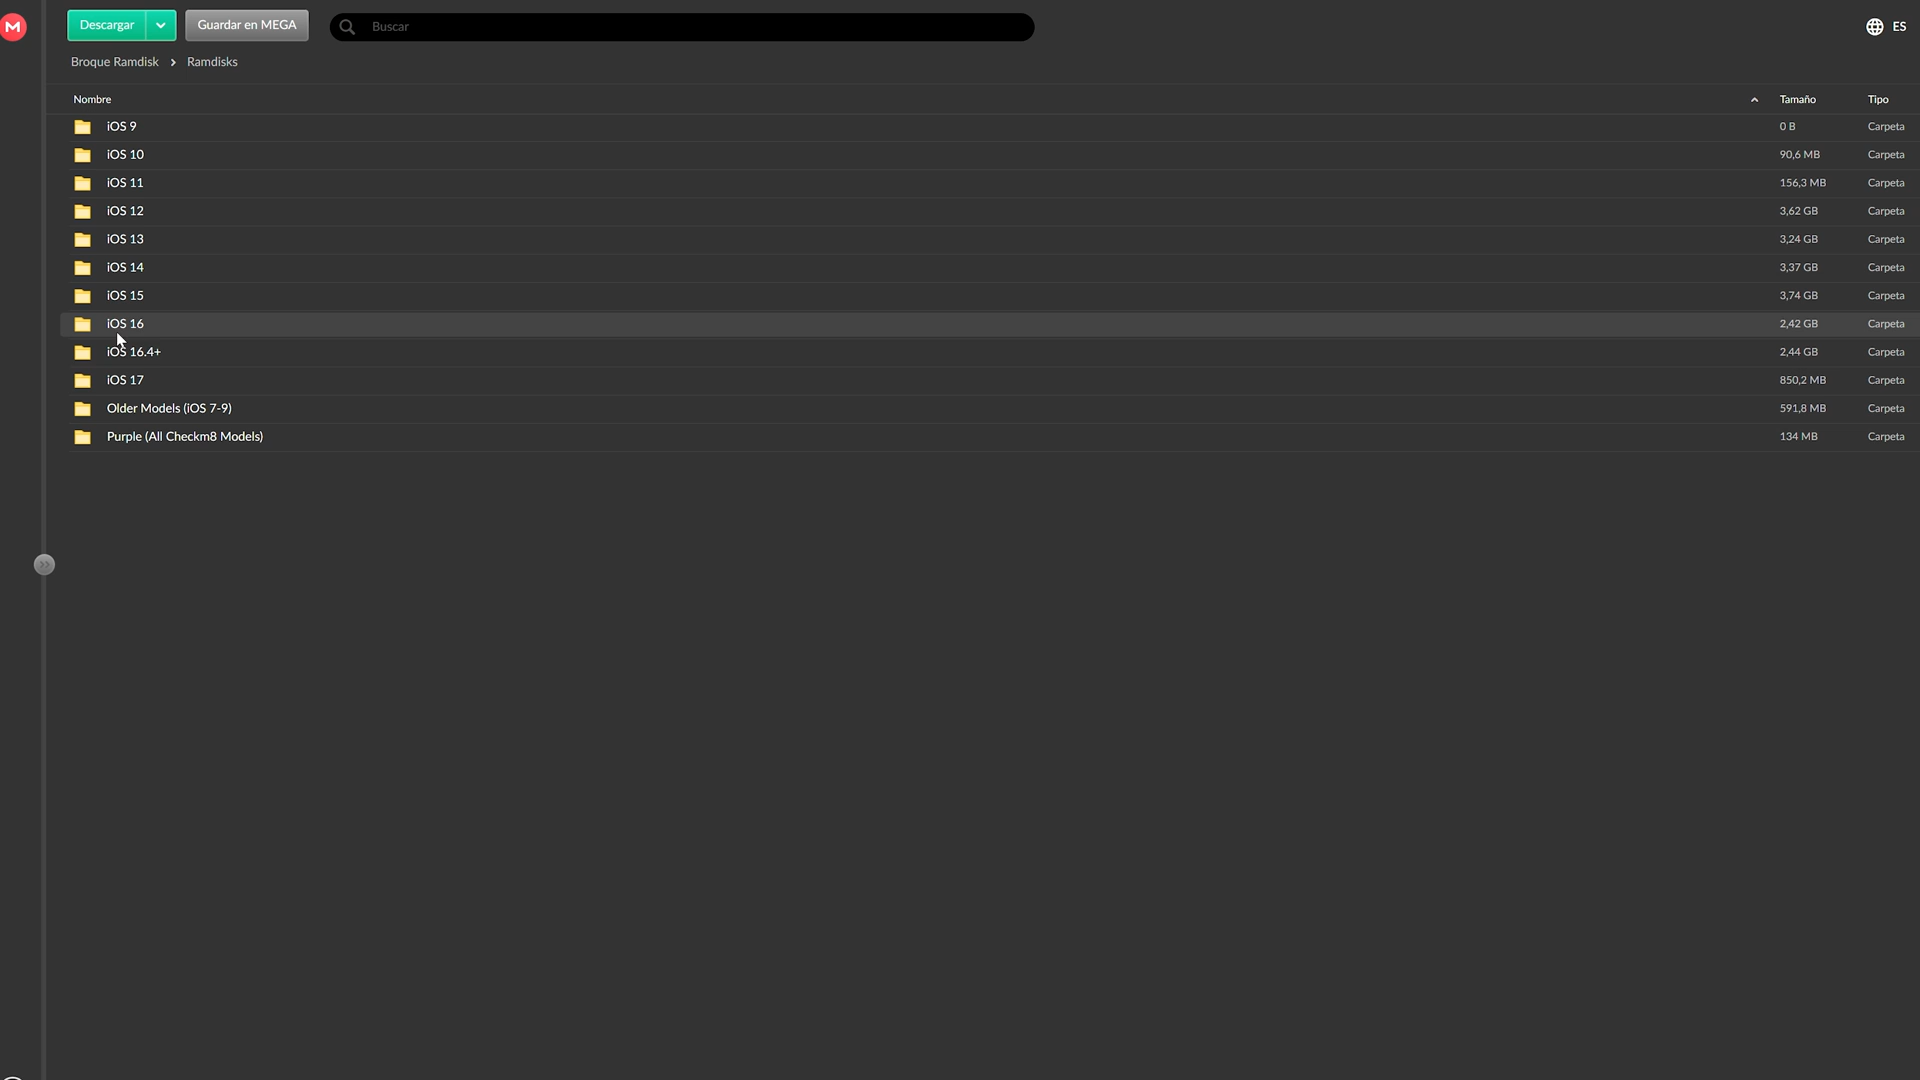 M Descargar Guardar en MEGA Buscar ES
Broque Ramdisk > Ramdisks
Nombre Tamaño Tipo
iOS 9 0 B Carpeta
iOS 10 90,6 MB Carpeta
iOS 11 156,3 MB Carpeta
iOS 12 3,62 GB Carpeta
iOS 13 3,24 GB Carpeta
iOS 14 3,37 GB Carpeta
iOS 15 3,74 GB Carpeta
iOS 16 2,42 GB Carpeta
iOS 16.4+ 2,44 GB Carpeta
iOS 17 850,2 MB Carpeta
Older Models (iOS 7-9) 591,8 MB Carpeta
Purple (All Checkm8 Models) 134 MB Carpeta